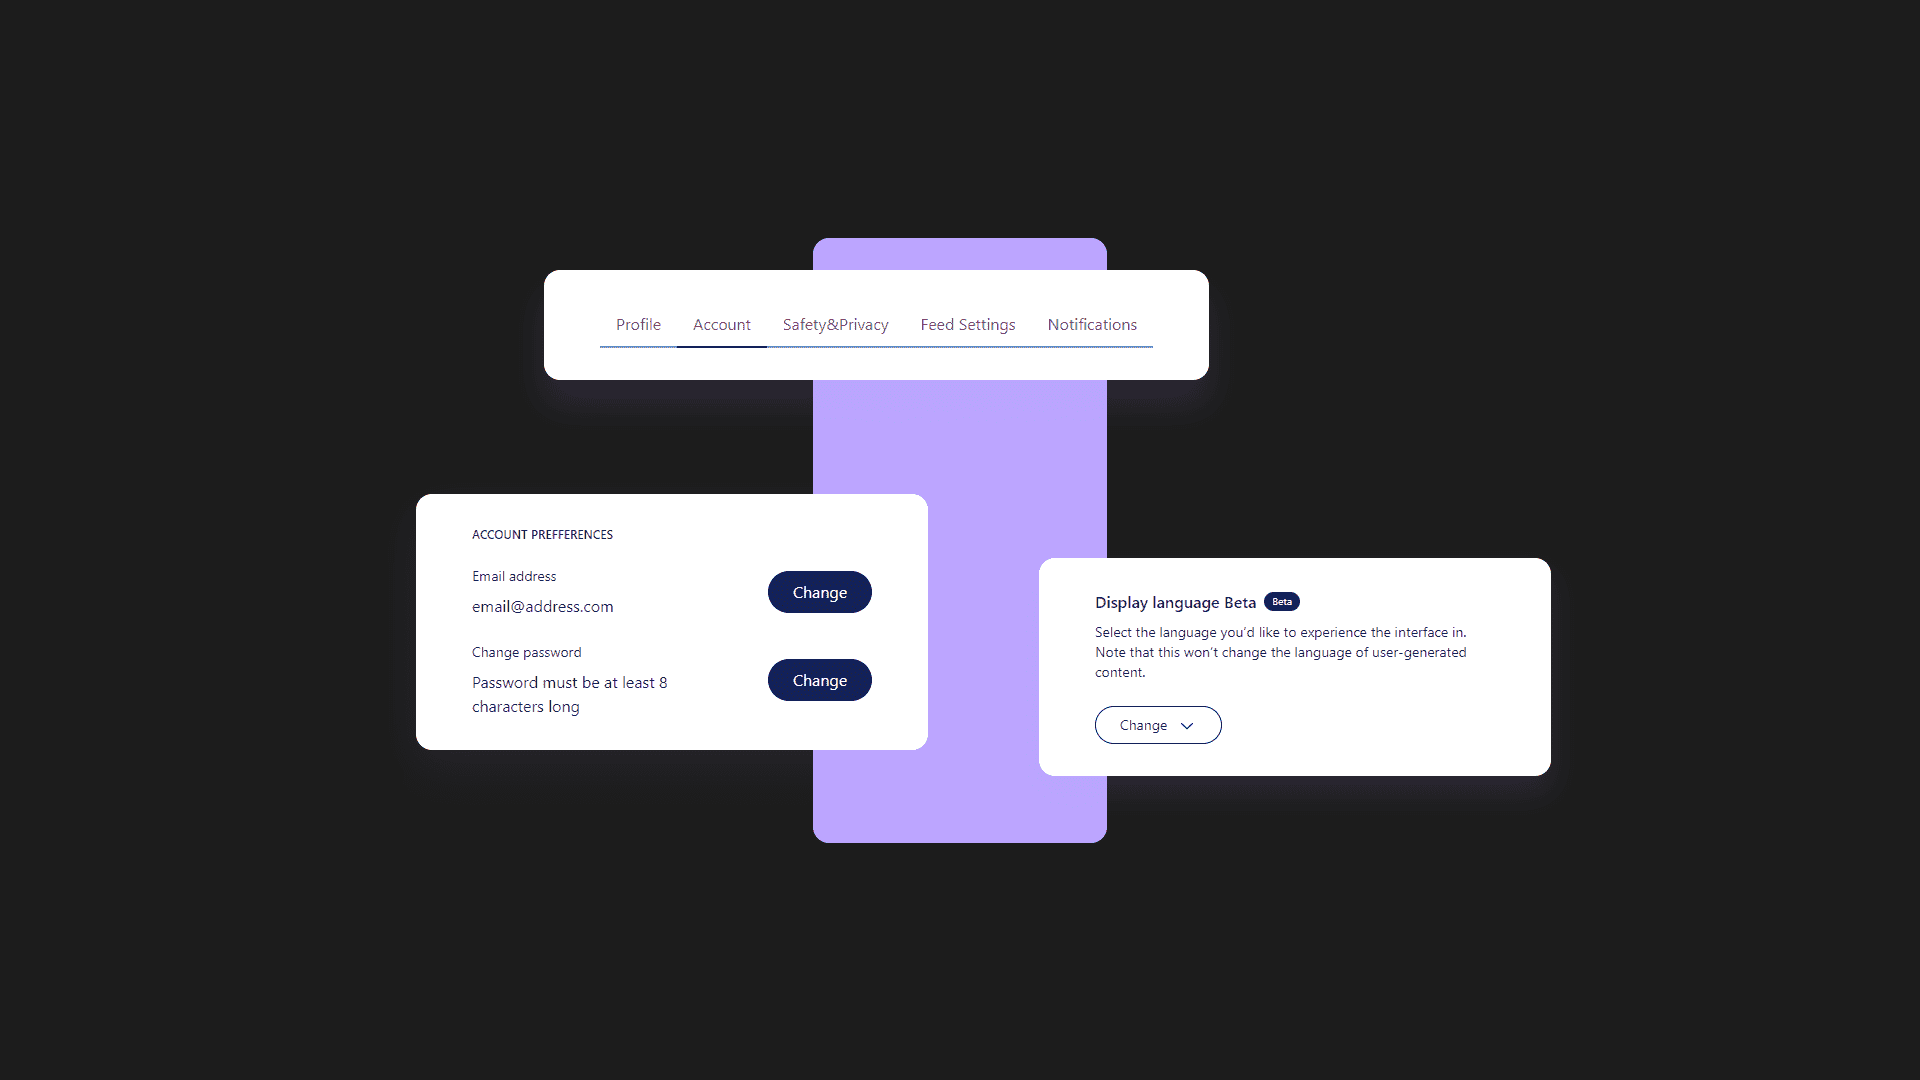 Profile Account Safety&Privacy Feed Settings Notifications
ACCOUNT PREFFERENCES
Email address
email@address.com
Change
Change password
Password must be at least 8
characters long
Change
Display language Beta Beta
Select the language you’d like to experience the interface in.
Note that this won’t change the language of user-generated
content.
Change